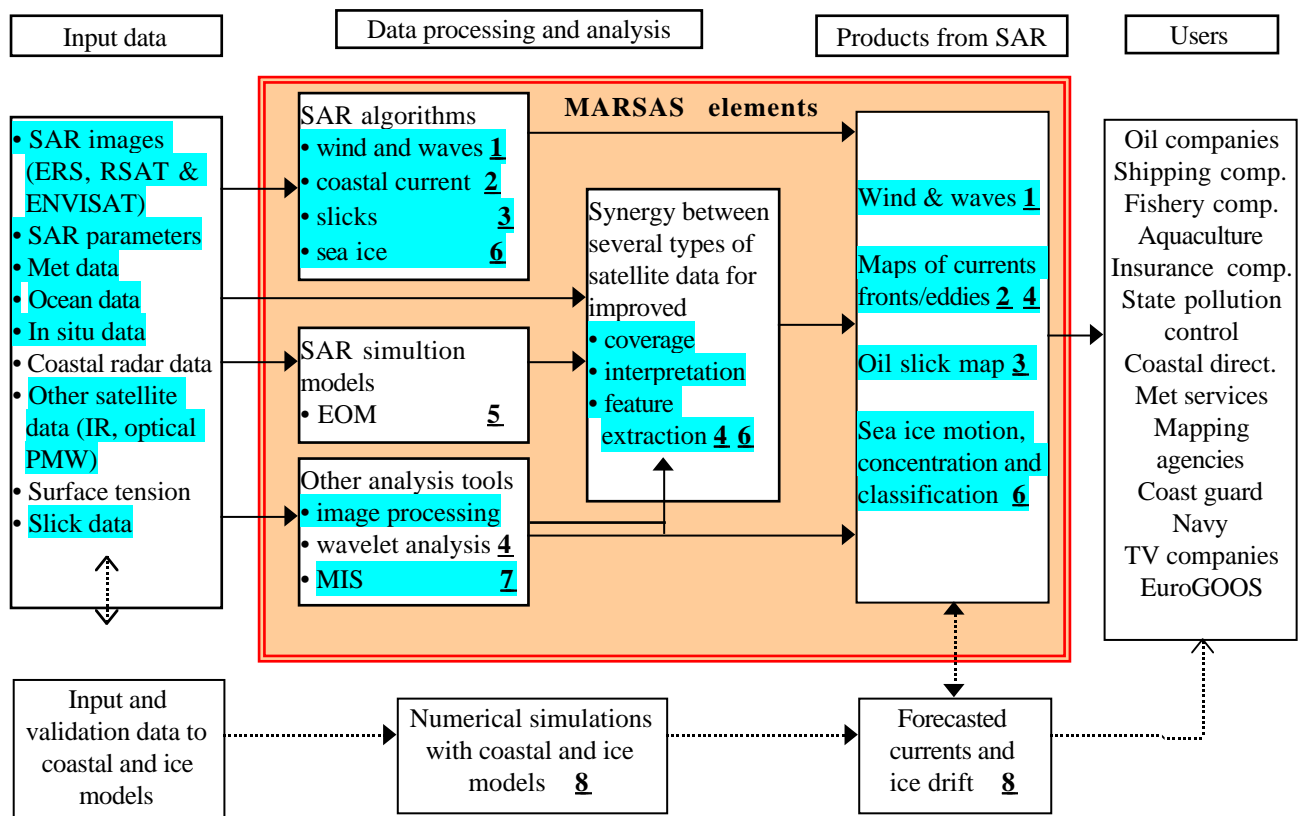 Input data
Data processing and analysis
Products from SAR
Users
• SAR images
(ERS, RSAT &
ENVISAT)
• SAR parameters
• Met data
• Ocean data
• In situ data
• Coastal radar data
• Other satellite
data (IR, optical
PMW)
• Surface tension
• Slick data
MARSAS elements
SAR algorithms
• wind and waves 1
• coastal current 2
• slicks 3
• sea ice 6
SAR simultion
models
• EOM 5
Other analysis tools
• image processing
• wavelet analysis 4
• MIS 7
Synergy between
several types of
satellite data for
improved
• coverage
• interpretation
• feature
extraction 4 6
Wind & waves 1
Maps of currents
fronts/eddies 2 4
Oil slick map 3
Sea ice motion,
concentration and
classification 6
Oil companies
Shipping comp.
Fishery comp.
Aquaculture
Insurance comp.
State pollution
control
Coastal direct.
Met services
Mapping
agencies
Coast guard
Navy
TV companies
EuroGOOS
Input and
validation data to
coastal and ice
models
Numerical simulations
with coastal and ice
models 8
Forecasted
currents and
ice drift 8